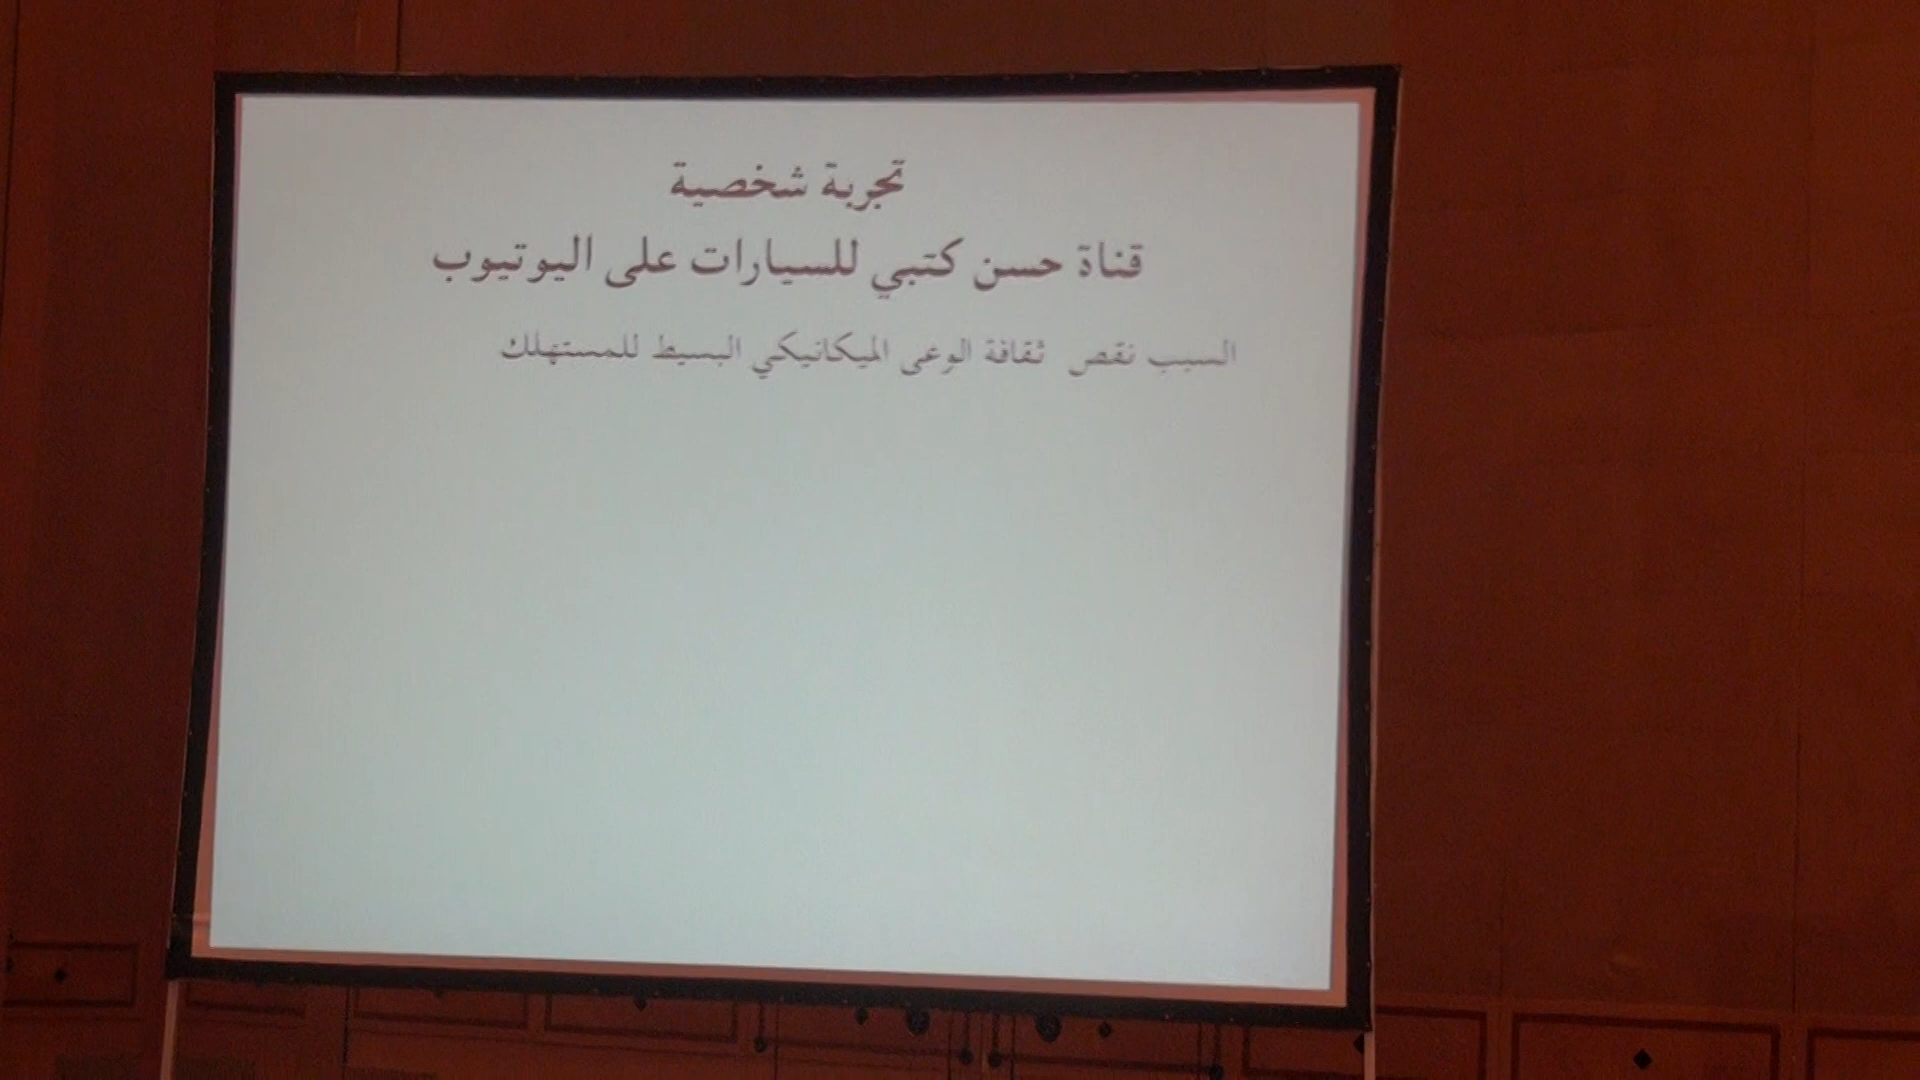 تجربة شخصية
قناة حسن كتبي للسيارات على اليوتيوب
السبب نقص ثقافة الوعى الميكانيكي البسيط للمستهلك